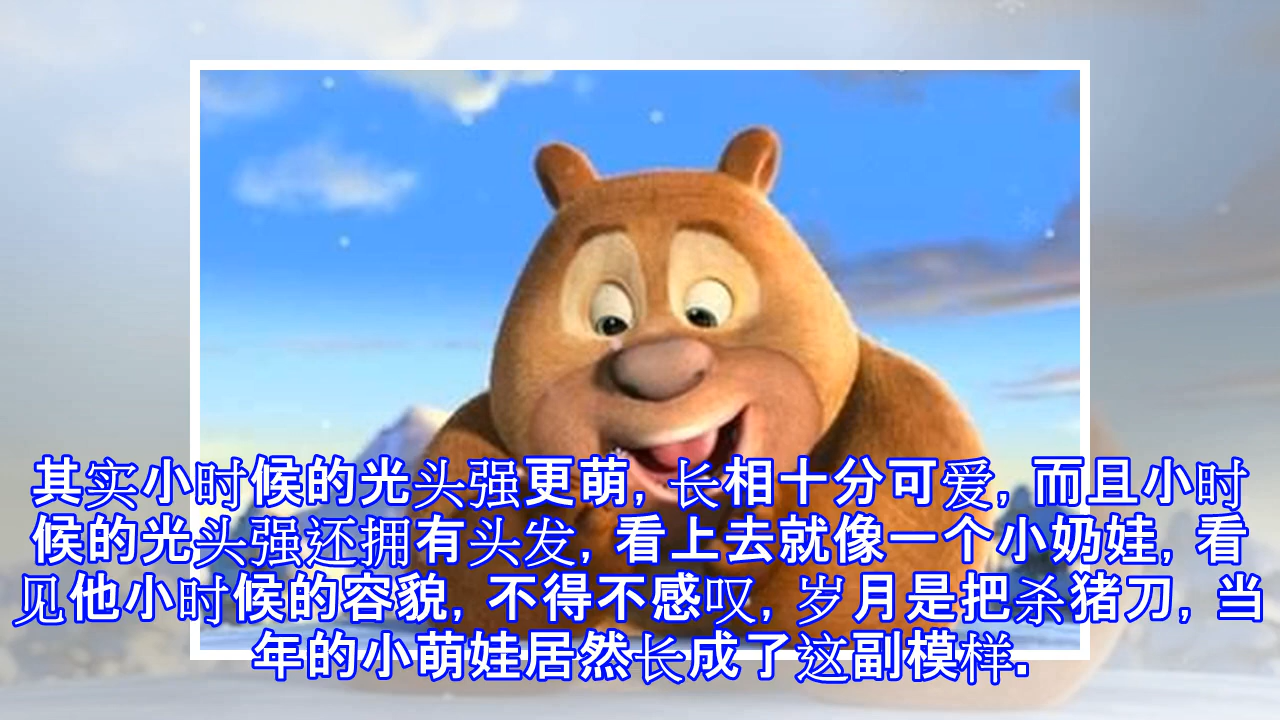 其实小时候的光头强更萌, 长相十分可爱, 而且小时
候的光头强还拥有头发, 看上去就像一个小奶娃, 看
见他小时候的容貌, 不得不感叹, 岁月是把杀猪刀, 当
年的小萌娃居然长成了这副模样.